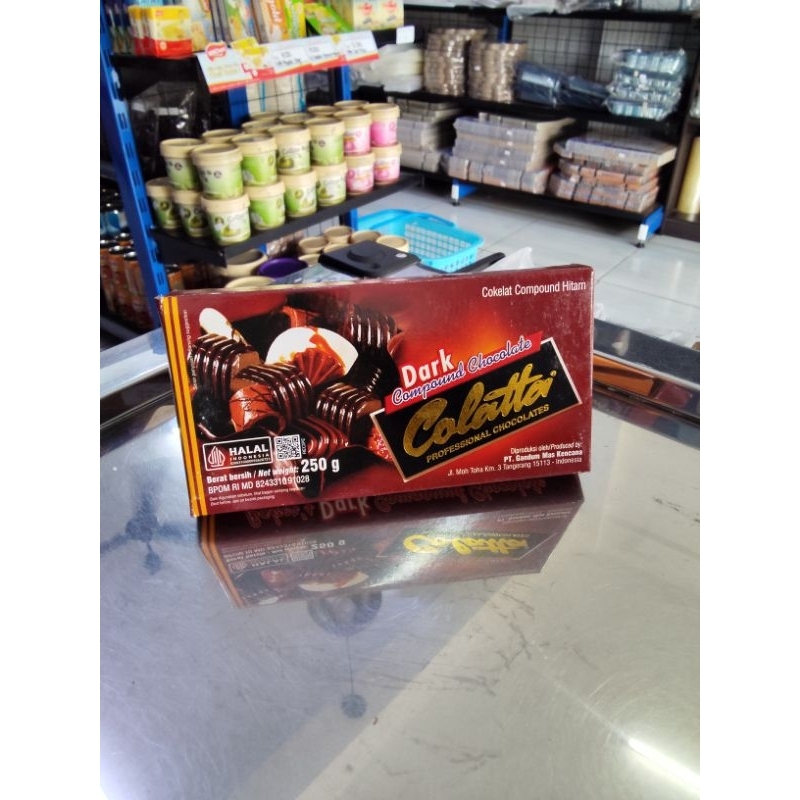 Cokelat Compound Hitam
Dark
Compound Chocolate
Colatta
PROFESSIONAL CHOCOLATES
HALAL
INDONESIA
RECIPE
Berat bersih / Net weight: 250 g
BPOM RI MD 824331091028
Diproduksi oleh/Produced by:
PT. Gandum Mas Kencana
Jl. Moh Toha Km. 3 Tangerang 15113 - Indonesia